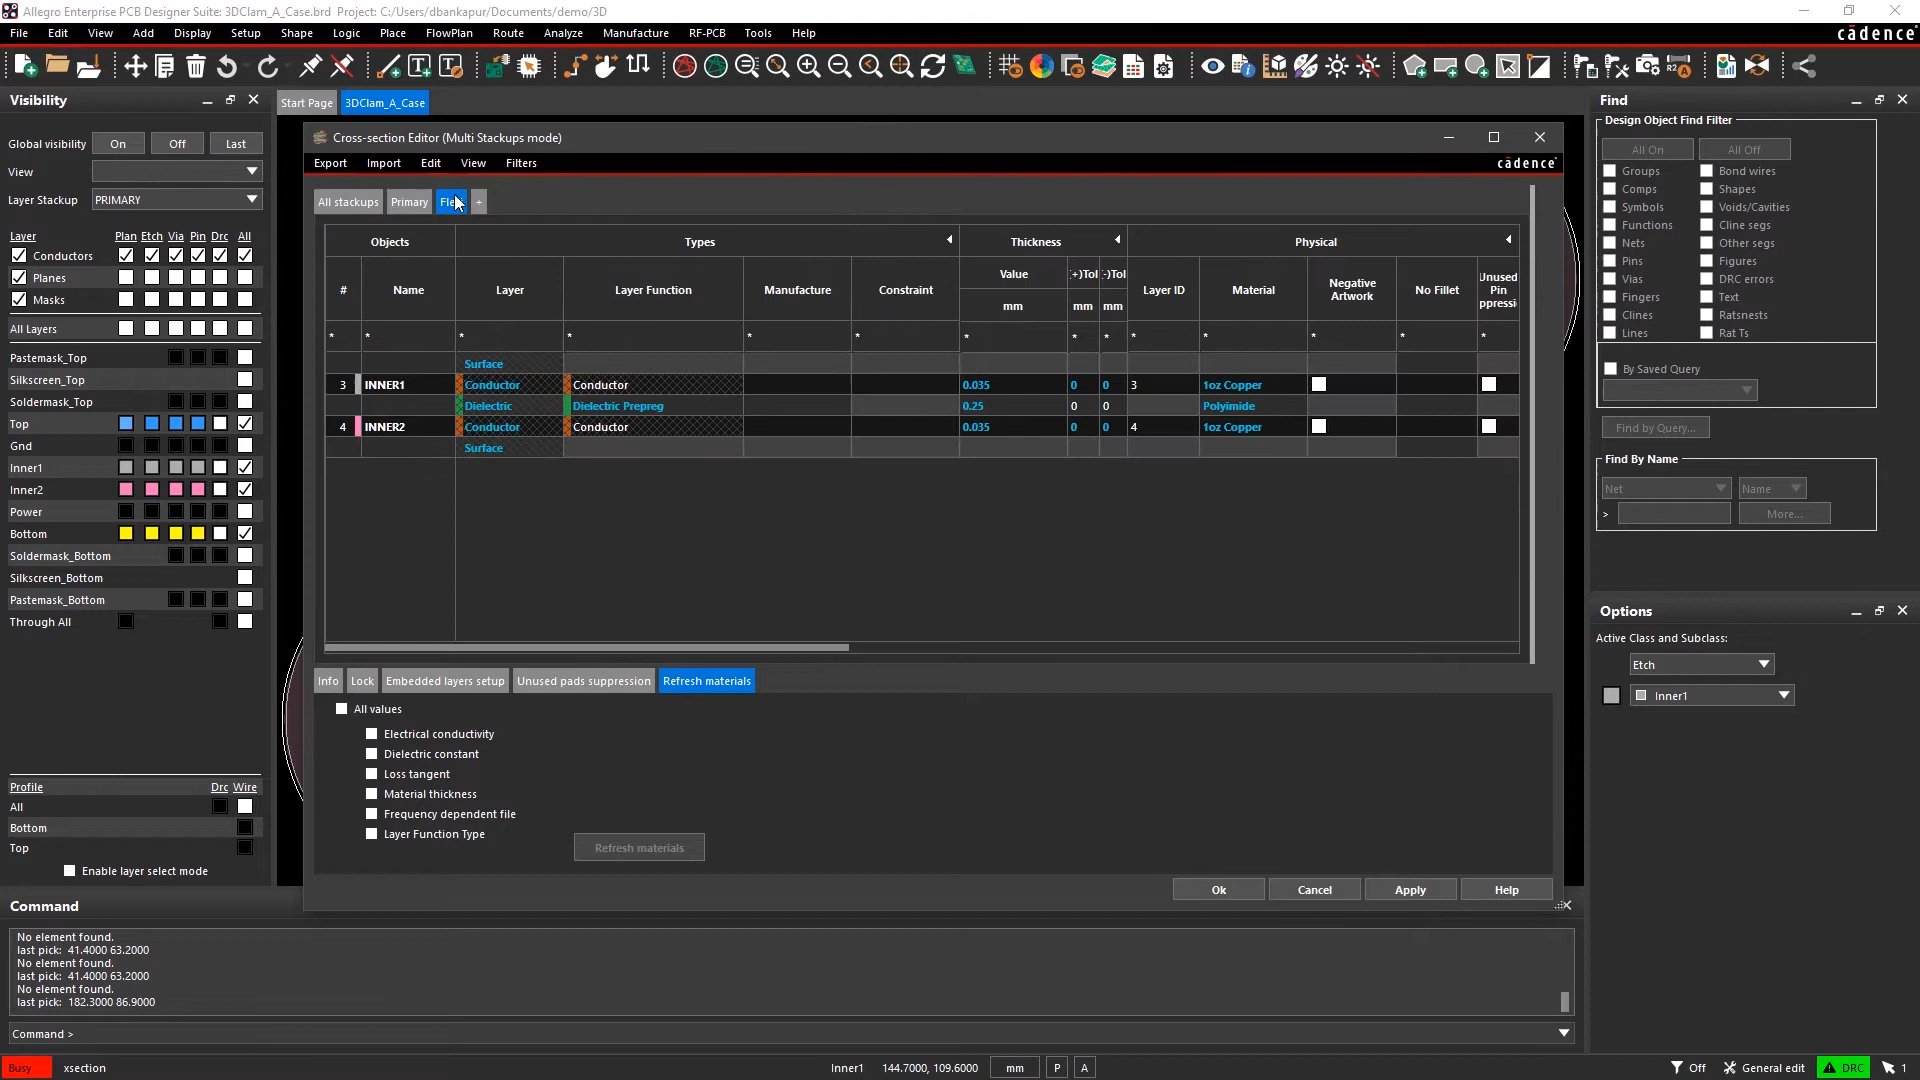 Allegro Enterprise PCB Designer Suite: 3DClam_A_Case.brd  Project: C:/Users/dbankapur/Documents/demo/3D
File Edit View Add Display Setup Shape Logic Place FlowPlan Route Analyze Manufacture RF-PCB Tools Help
cādence
Visibility
Global visibility On Off Last
View
Layer Stackup PRIMARY
Layer Plan Etch Via Pin Drc All
Conductors
Planes
Masks
All Layers
Pastemask_Top
Silkscreen_Top
Soldermask_Top
Top
Gnd
Inner1
Inner2
Power
Bottom
Soldermask_Bottom
Silkscreen_Bottom
Pastemask_Bottom
Through All
Profile Drc Wire
All
Bottom
Top
Enable layer select mode
Start Page 3DClam_A_Case
Cross-section Editor (Multi Stackups mode)
Export Import Edit View Filters
cādence
All stackups Primary +
Objects Types Thickness Physical
# Name Layer Layer Function Manufacture Constraint Value (+)Tol (-)Tol Layer ID Material Negative Artwork No Fillet Unused Pin
mm mm mm
* * * * * * * * * * * * * *
Surface
3 INNER1 Conductor Conductor 0.035 0 0 3 1oz Copper
Dielectric Dielectric Prepreg 0.25 0 0 Polyimide
4 INNER2 Conductor Conductor 0.035 0 0 4 1oz Copper
Surface
Info Lock Embedded layers setup Unused pads suppression Refresh materials
All values
Electrical conductivity
Dielectric constant
Loss tangent
Material thickness
Frequency dependent file
Layer Function Type
Refresh materials
Ok Cancel Apply Help
Find
Design Object Find Filter
All On All Off
Groups Bond wires
Comps Shapes
Symbols Voids/Cavities
Functions Cline segs
Nets Other segs
Pins Figures
Vias DRC errors
Fingers Text
Clines Ratsnests
Lines Rat Ts
By Saved Query
Find by Query...
Find By Name
Net Name
> More...
Options
Active Class and Subclass:
Etch
Inner1
Command
No element found.
last pick:  41.4000 63.2000
No element found.
last pick:  41.4000 63.2000
No element found.
last pick:  182.3000 86.9000
Command >
Busy xsection Inner1 144.7000, 109.6000 mm P A Off General edit DRC 1